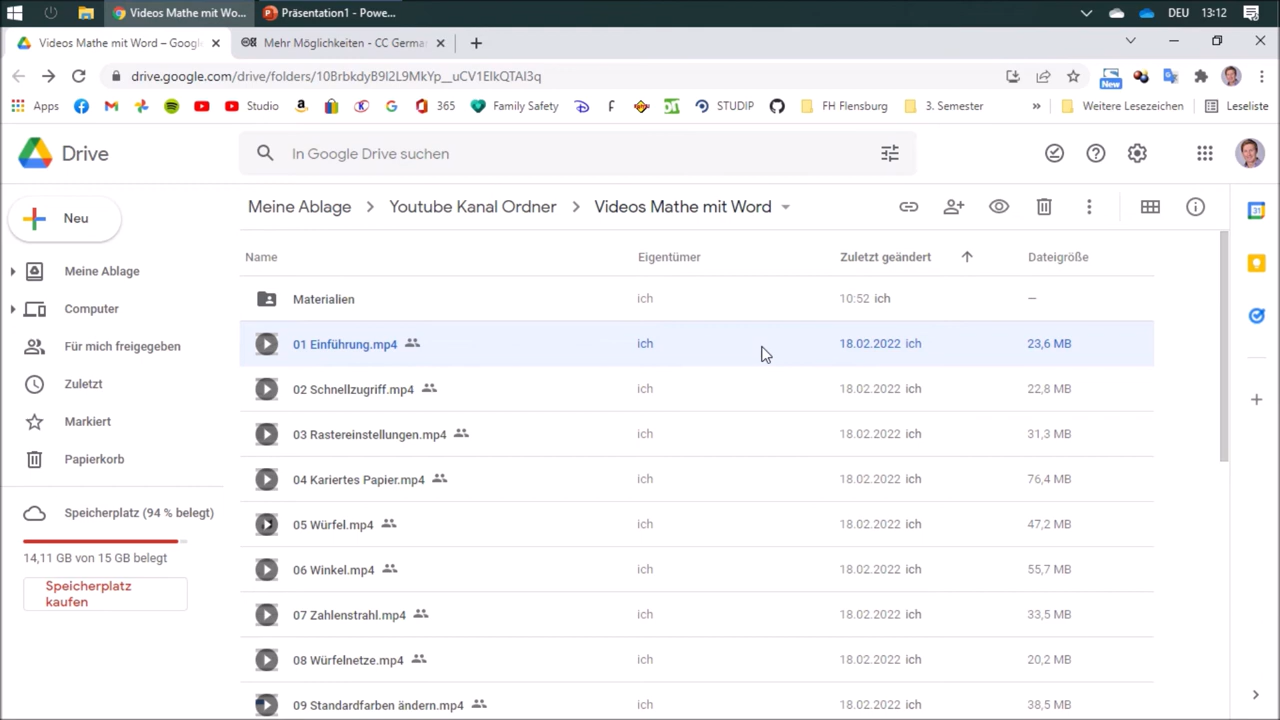 Videos Mathe mit Wo...
Präsentation1 - Powe...
DEU
13:12
Videos Mathe mit Word – Google
Mehr Möglichkeiten - CC German
drive.google.com/drive/folders/10BrbkdyB9I2L9MkYp__uCV1ElkQTAl3q
New
Apps
Studio
365
Family Safety
STUDIP
FH Flensburg
3. Semester
»
Weitere Lesezeichen
Leseliste
Drive
In Google Drive suchen
Neu
Meine Ablage
Computer
Für mich freigegeben
Zuletzt
Markiert
Papierkorb
Speicherplatz (94 % belegt)
14,11 GB von 15 GB belegt
Speicherplatz
kaufen
Meine Ablage > Youtube Kanal Ordner > Videos Mathe mit Word
Name Eigentümer Zuletzt geändert Dateigröße
Materialien ich 10:52 ich –
01 Einführung.mp4 ich 18.02.2022 ich 23,6 MB
02 Schnellzugriff.mp4 ich 18.02.2022 ich 22,8 MB
03 Rastereinstellungen.mp4 ich 18.02.2022 ich 31,3 MB
04 Kariertes Papier.mp4 ich 18.02.2022 ich 76,4 MB
05 Würfel.mp4 ich 18.02.2022 ich 47,2 MB
06 Winkel.mp4 ich 18.02.2022 ich 55,7 MB
07 Zahlenstrahl.mp4 ich 18.02.2022 ich 33,5 MB
08 Würfelnetze.mp4 ich 18.02.2022 ich 20,2 MB
09 Standardfarben ändern.mp4 ich 18.02.2022 ich 38,5 MB
31